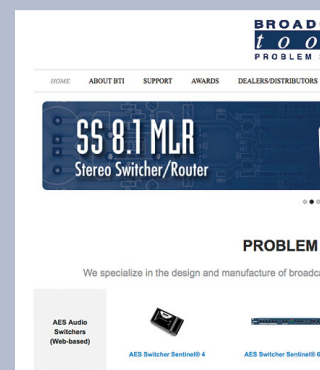 BROAD
too
PROBLEM
HOME ABOUT BTI SUPPORT AWARDS DEALERS/DISTRIBUTORS
SS 8.1 MLR
Stereo Switcher/Router
PROBLEM
We specialize in the design and manufacture of broadca
AES Audio
Switchers
(Web-based)
AES Switcher Sentinel® 4 AES Switcher Sentinel® 6